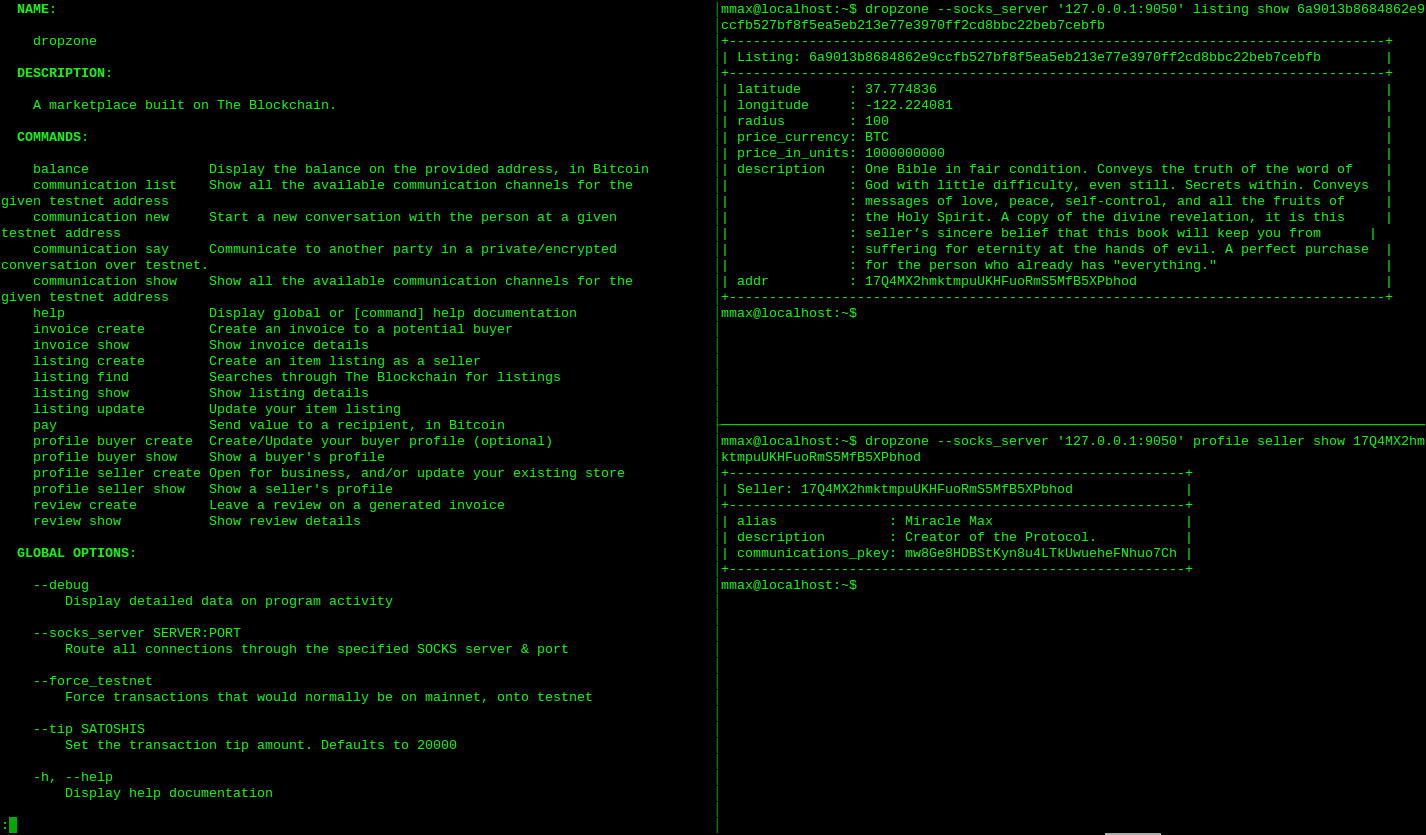 NAME:
dropzone
DESCRIPTION:
A marketplace built on The Blockchain.
COMMANDS:
balance               Display the balance on the provided address, in Bitcoin
communication list    Show all the available communication channels for the
given testnet address
communication new     Start a new conversation with the person at a given
testnet address
communication say     Communicate to another party in a private/encrypted
conversation over testnet.
communication show    Show all the available communication channels for the
given testnet address
help                  Display global or [command] help documentation
invoice create        Create an invoice to a potential buyer
invoice show          Show invoice details
listing create        Create an item listing as a seller
listing find          Searches through The Blockchain for listings
listing show          Show listing details
listing update        Update your item listing
pay                   Send value to a recipient, in Bitcoin
profile buyer create  Create/Update your buyer profile (optional)
profile buyer show    Show a buyer's profile
profile seller create Open for business, and/or update your existing store
profile seller show   Show a seller's profile
review create         Leave a review on a generated invoice
review show           Show review details
GLOBAL OPTIONS:
--debug
Display detailed data on program activity
--socks_server SERVER:PORT
Route all connections through the specified SOCKS server & port
--force_testnet
Force transactions that would normally be on mainnet, onto testnet
--tip SATOSHIS
Set the transaction tip amount. Defaults to 20000
-h, --help
Display help documentation
:
mmax@localhost:~$ dropzone --socks_server '127.0.0.1:9050' listing show 6a9013b8684862e9
ccfb527bf8f5ea5eb213e77e3970ff2cd8bbc22beb7cebfb
+----------------------------------------------------------------------------------+
| Listing: 6a9013b8684862e9ccfb527bf8f5ea5eb213e77e3970ff2cd8bbc22beb7cebfb        |
+----------------------------------------------------------------------------------+
| latitude      : 37.774836                                                        |
| longitude     : -122.224081                                                      |
| radius        : 100                                                              |
| price_currency: BTC                                                              |
| price_in_units: 1000000000                                                       |
| description   : One Bible in fair condition. Conveys the truth of the word of    |
|               : God with little difficulty, even still. Secrets within. Conveys  |
|               : messages of love, peace, self-control, and all the fruits of     |
|               : the Holy Spirit. A copy of the divine revelation, it is this     |
|               : seller’s sincere belief that this book will keep you from      |
|               : suffering for eternity at the hands of evil. A perfect purchase  |
|               : for the person who already has "everything."                     |
| addr          : 17Q4MX2hmktmpuUKHFuoRmS5MfB5XPbhod                               |
+----------------------------------------------------------------------------------+
mmax@localhost:~$
mmax@localhost:~$ dropzone --socks_server '127.0.0.1:9050' profile seller show 17Q4MX2hm
ktmpuUKHFuoRmS5MfB5XPbhod
+---------------------------------------------------------+
| Seller: 17Q4MX2hmktmpuUKHFuoRmS5MfB5XPbhod              |
+---------------------------------------------------------+
| alias              : Miracle Max                        |
| description        : Creator of the Protocol.           |
| communications_pkey: mw8Ge8HDBStKyn8u4LTkUwueheFNhuo7Ch |
+---------------------------------------------------------+
mmax@localhost:~$